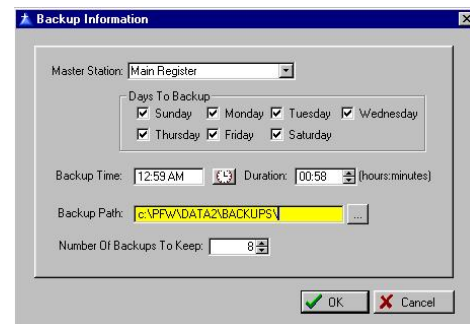 Backup Information
Master Station: Main Register
Days To Backup
Sunday Monday Tuesday Wednesday
Thursday Friday Saturday
Backup Time: 12:59 AM Duration: 00:58 (hours:minutes)
Backup Path: c:\PFW\DATA2\BACKUPS\ ...
Number Of Backups To Keep: 8
OK Cancel